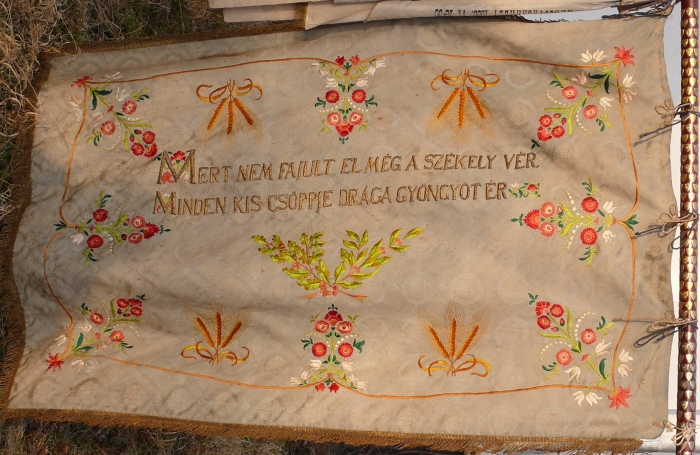 MERT NEM FAJULT EL MÉG A SZÉKELY VÉR.
MINDEN KIS CSÖPPJE DRÁGA GYÖNGYÖT ÉR